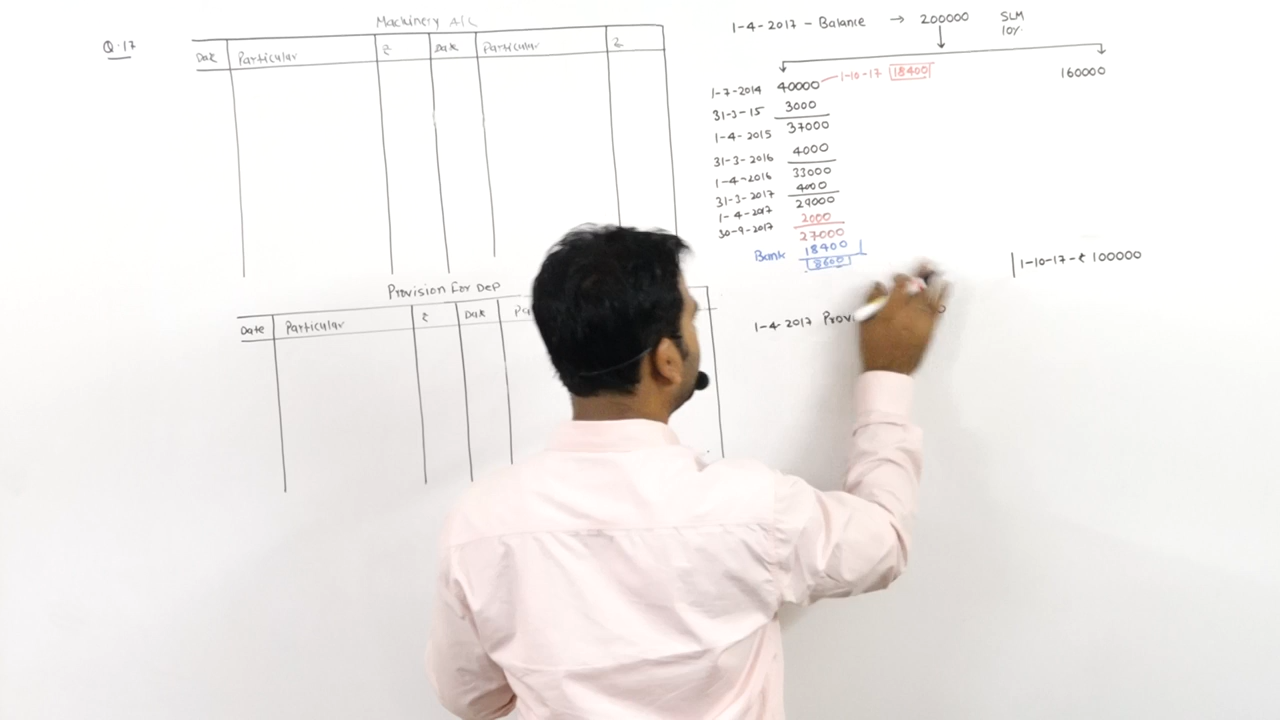 Q.17
Machinery A/C
Date Particular ₹ Date Particular ₹
1-4-2017 - Balance → 200000 SLM
10%
1-7-2014 40000 1-10-17 18400 160000
31-3-15 3000
1-4-2015 37000
31-3-2016 4000
1-4-2016 33000
31-3-2017 4000
1-4-2017 29000
30-9-2017 2000
27000
Bank 18400
8600
1-10-17 - ₹ 100000
Provision For Dep
Date Particular ₹ Date
1-4-2017